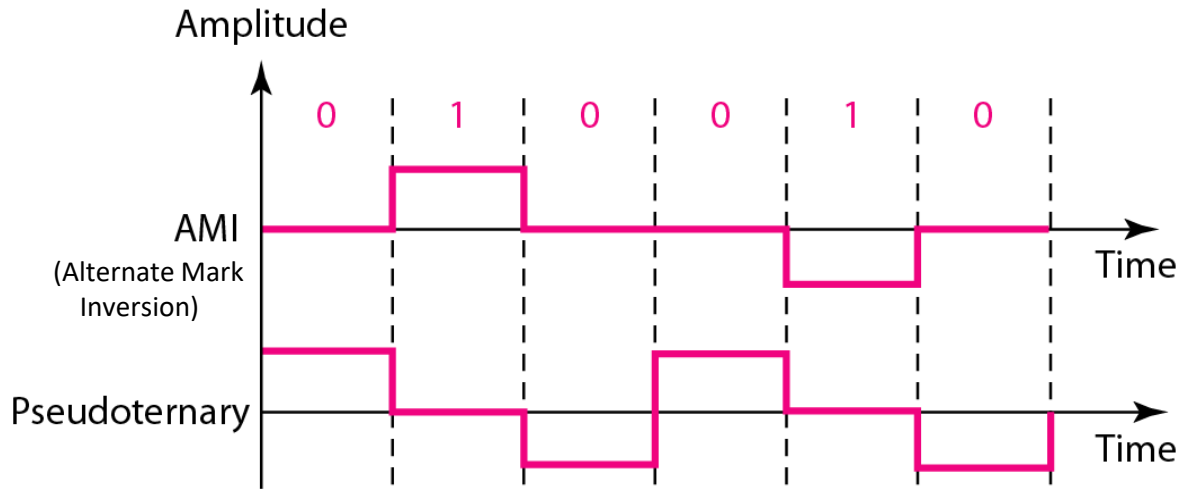 Amplitude
0 1 0 0 1 0
AMI
(Alternate Mark
Inversion)
Time
Pseudoternary
Time